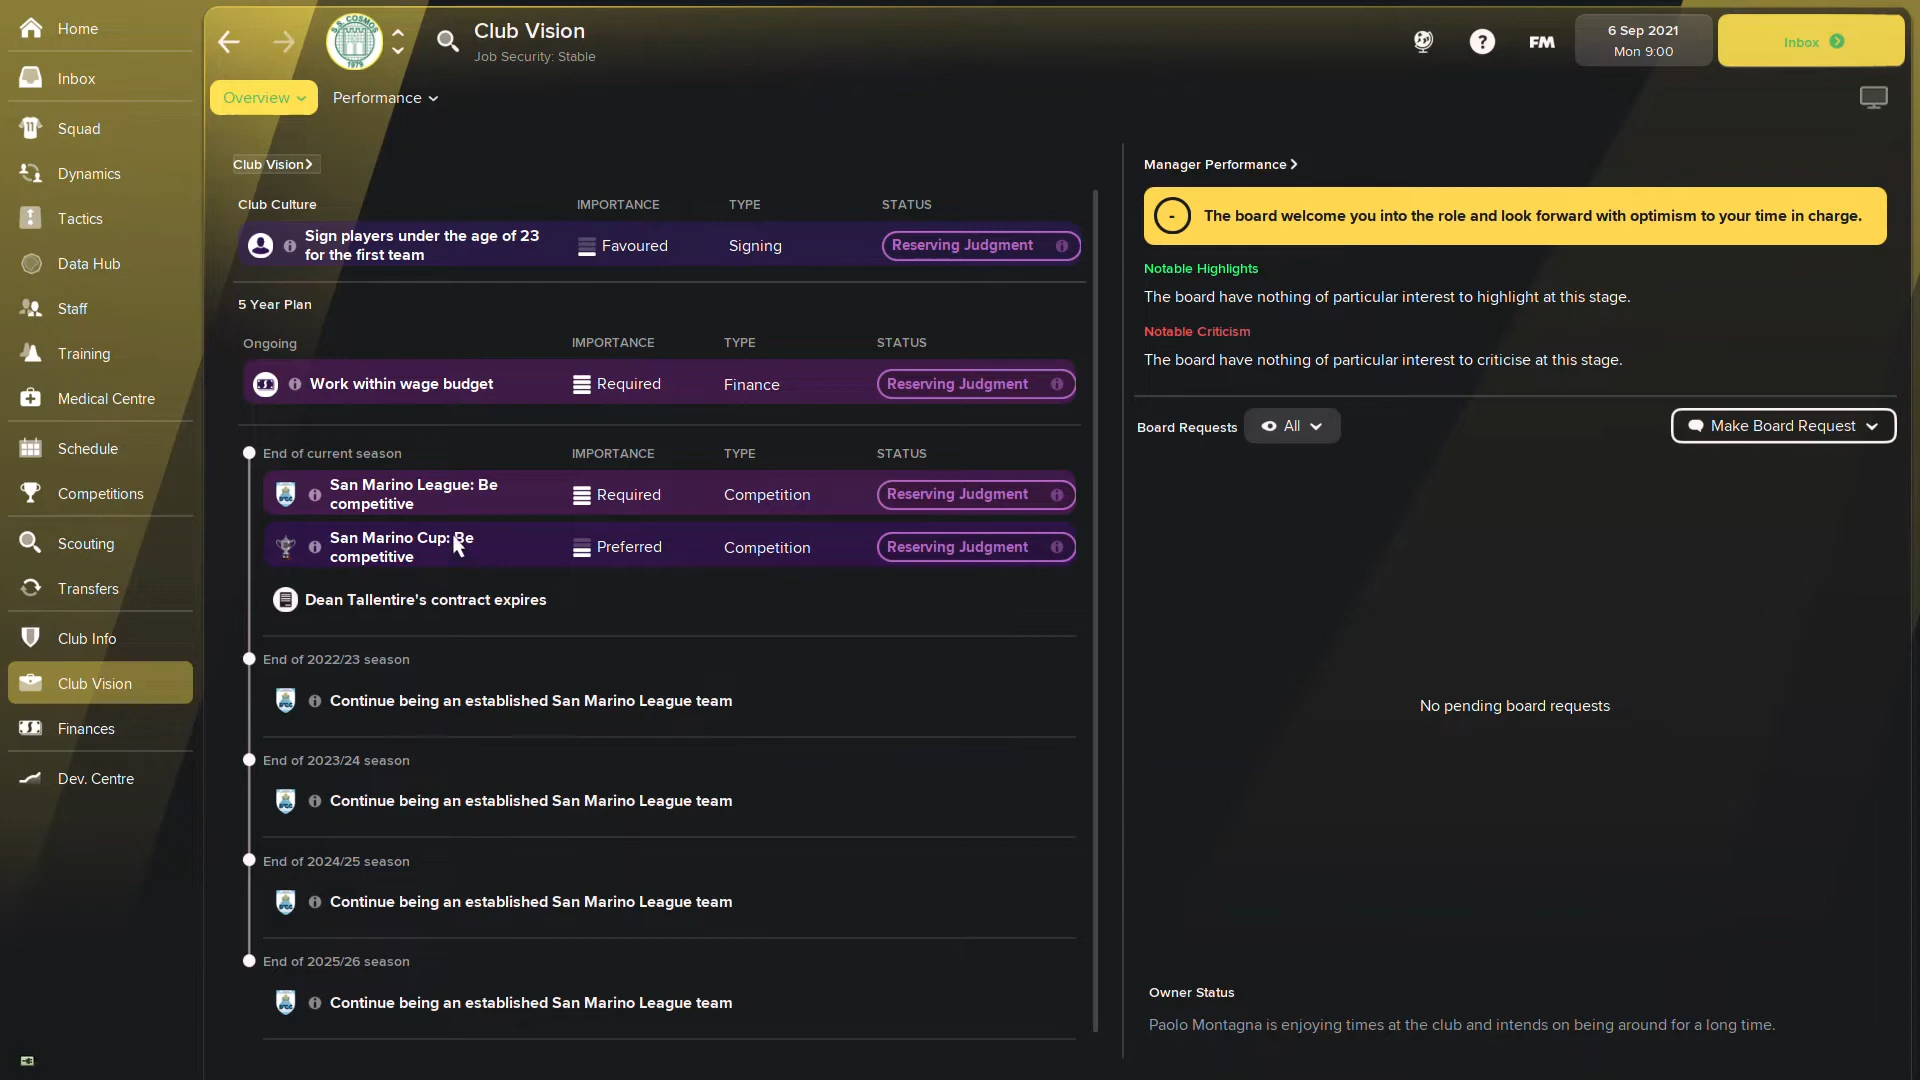 Home
Inbox
Squad
Dynamics
Tactics
Data Hub
Staff
Training
Medical Centre
Schedule
Competitions
Scouting
Transfers
Club Info
Club Vision
Finances
Dev. Centre
S.S. COSMOS
1979
Club Vision
Job Security: Stable
?
FM
6 Sep 2021
Mon 9:00
Inbox
Overview
Performance
Club Vision
Club Culture IMPORTANCE TYPE STATUS
Sign players under the age of 23
for the first team
Favoured Signing Reserving Judgment
5 Year Plan
Ongoing IMPORTANCE TYPE STATUS
Work within wage budget Required Finance Reserving Judgment
End of current season IMPORTANCE TYPE STATUS
San Marino League: Be
competitive
Required Competition Reserving Judgment
San Marino Cup: Be
competitive
Preferred Competition Reserving Judgment
Dean Tallentire's contract expires
End of 2022/23 season
Continue being an established San Marino League team
End of 2023/24 season
Continue being an established San Marino League team
End of 2024/25 season
Continue being an established San Marino League team
End of 2025/26 season
Continue being an established San Marino League team
Manager Performance
- The board welcome you into the role and look forward with optimism to your time in charge.
Notable Highlights
The board have nothing of particular interest to highlight at this stage.
Notable Criticism
The board have nothing of particular interest to criticise at this stage.
Board Requests All Make Board Request
No pending board requests
Owner Status
Paolo Montagna is enjoying times at the club and intends on being around for a long time.